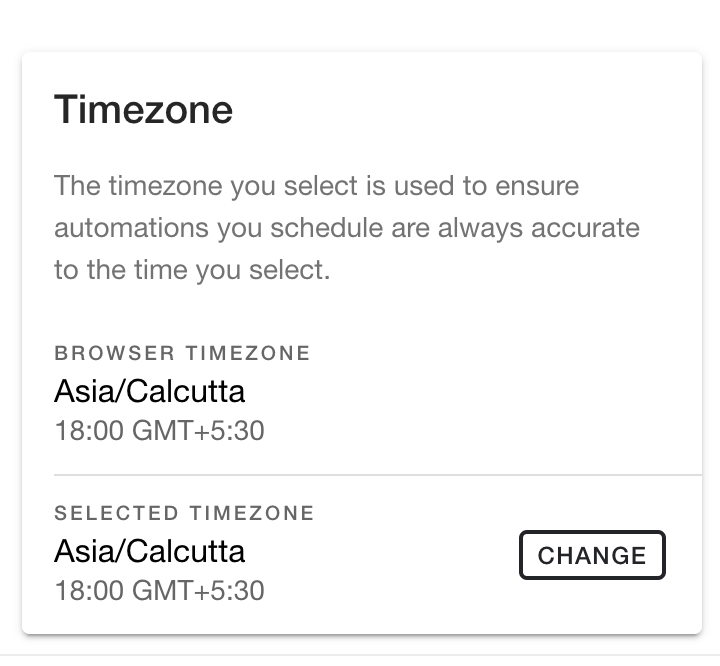 Timezone
The timezone you select is used to ensure
automations you schedule are always accurate
to the time you select.
BROWSER TIMEZONE
Asia/Calcutta
18:00 GMT+5:30
SELECTED TIMEZONE
Asia/Calcutta
CHANGE
18:00 GMT+5:30